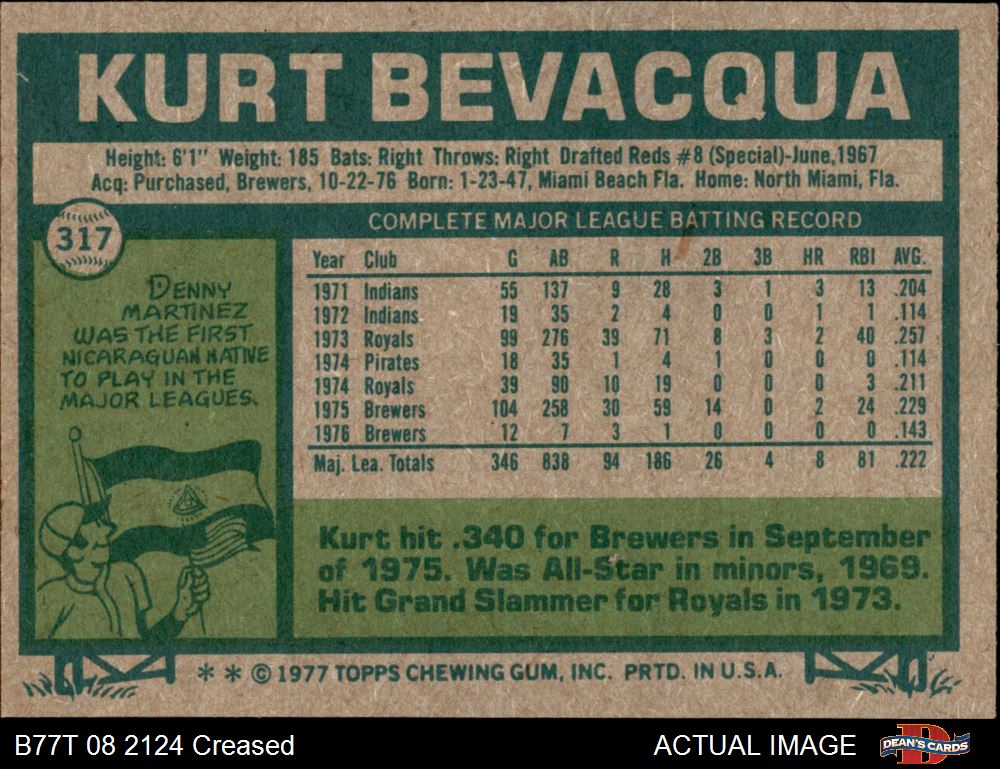 KURT BEVACQUA
Height: 6'1" Weight: 185 Bats: Right Throws: Right Drafted Reds #8 (Special)-June,1967
Acq: Purchased, Brewers, 10-22-76 Born: 1-23-47, Miami Beach Fla. Home: North Miami, Fla.
317
DENNY
MARTINEZ
WAS THE FIRST
NICARAGUAN NATIVE
TO PLAY IN THE
MAJOR LEAGUES.
COMPLETE MAJOR LEAGUE BATTING RECORD
Year Club G AB R H 2B 3B HR RBI AVG.
1971 Indians 55 137 9 28 3 1 3 13 .204
1972 Indians 19 35 2 4 0 0 1 1 .114
1973 Royals 99 276 39 71 8 3 2 40 .257
1974 Pirates 18 35 1 4 1 0 0 0 .114
1974 Royals 39 90 10 19 0 0 0 3 .211
1975 Brewers 104 258 30 59 14 0 2 24 .229
1976 Brewers 12 7 3 1 0 0 0 0 .143
Maj. Lea. Totals 346 838 94 186 26 4 8 81 .222
Kurt hit .340 for Brewers in September
of 1975. Was All-Star in minors, 1969.
Hit Grand Slammer for Royals in 1973.
* * © 1977 TOPPS CHEWING GUM, INC. PRTD. IN U.S.A.
B77T 08 2124 Creased
ACTUAL IMAGE
DEAN'S CARDS